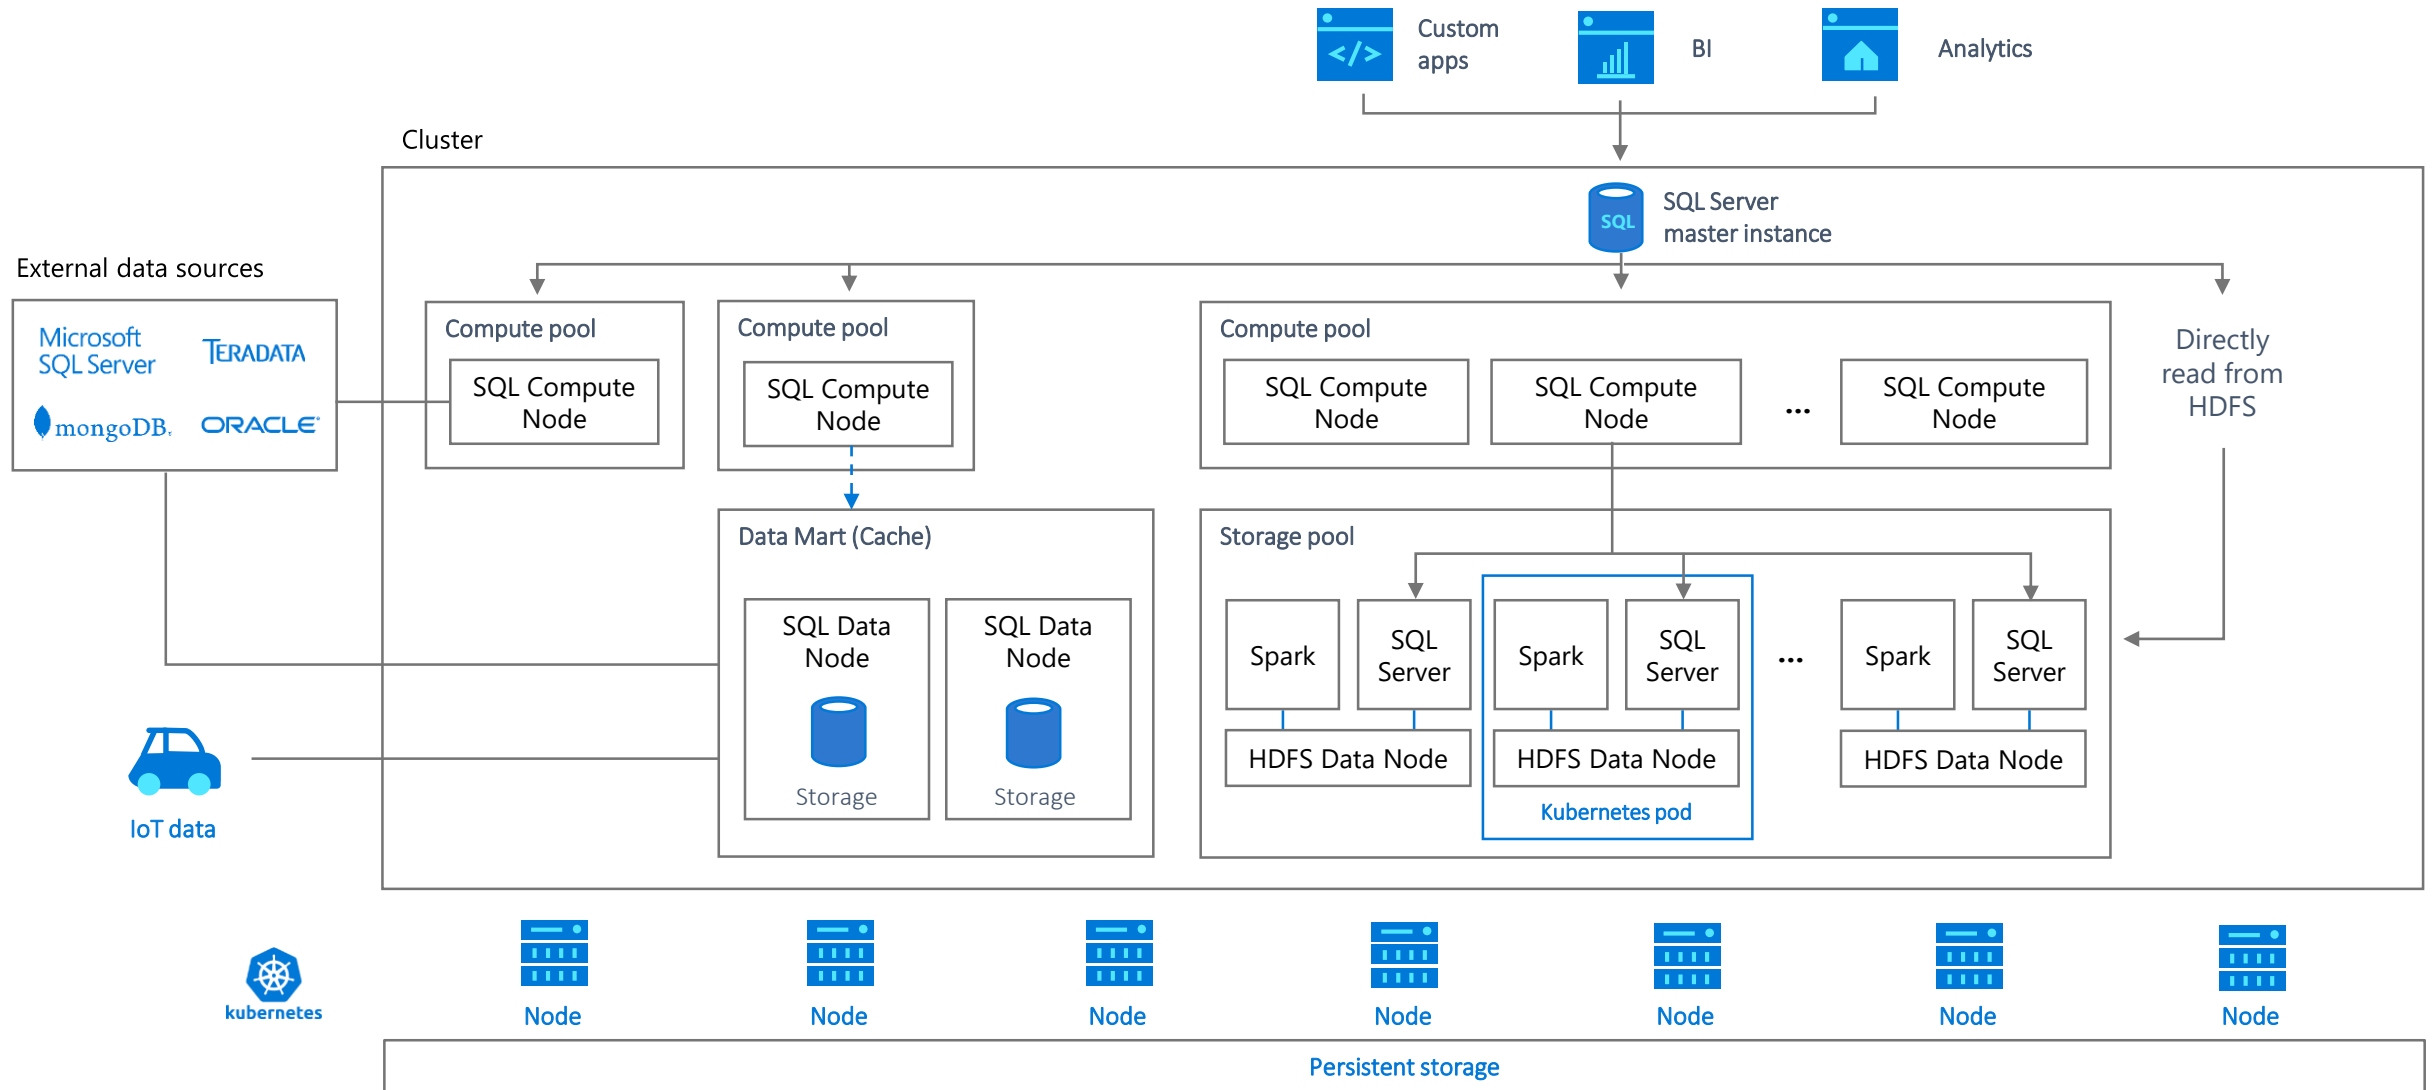 Custom
apps
BI
Analytics
Cluster
SQL
SQL Server
master instance
External data sources
Microsoft
SQL Server
TERADATA
mongoDB.
ORACLE®
Compute pool
SQL Compute
Node
Compute pool
SQL Compute
Node
Compute pool
SQL Compute
Node
SQL Compute
Node
...
SQL Compute
Node
Directly
read from
HDFS
Data Mart (Cache)
SQL Data
Node
Storage
SQL Data
Node
Storage
Storage pool
Spark
SQL
Server
HDFS Data Node
Spark
SQL
Server
HDFS Data Node
Kubernetes pod
...
Spark
SQL
Server
HDFS Data Node
IoT data
kubernetes
Node
Node
Node
Node
Node
Node
Node
Persistent storage